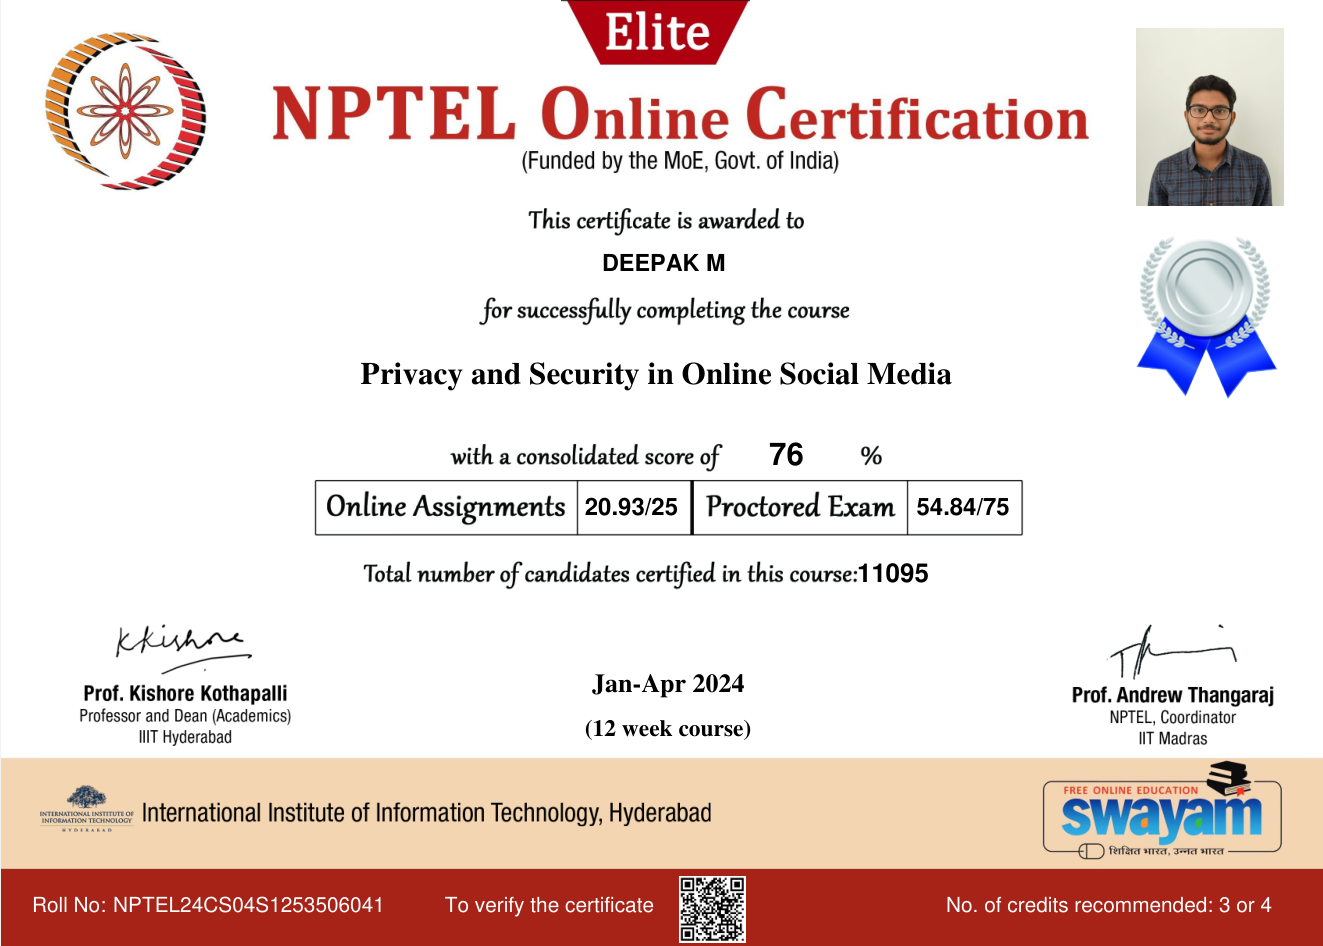 Elite
NPTEL Online Certification
(Funded by the MoE, Govt. of India)
This certificate is awarded to
DEEPAK M
for successfully completing the course
Privacy and Security in Online Social Media
with a consolidated score of 76 %
Online Assignments 20.93/25 Proctored Exam 54.84/75
Total number of candidates certified in this course:11095
KKishore
Prof. Kishore Kothapalli
Professor and Dean (Academics)
IIIT Hyderabad
Jan-Apr 2024
(12 week course)
Prof. Andrew Thangaraj
NPTEL, Coordinator
IIT Madras
INTERNATIONAL INSTITUTE OF
INFORMATION TECHNOLOGY
HYDERABAD
International Institute of Information Technology, Hyderabad
FREE ONLINE EDUCATION
swayam
शिक्षित भारत, उन्नत भारत
Roll No: NPTEL24CS04S1253506041 To verify the certificate No. of credits recommended: 3 or 4